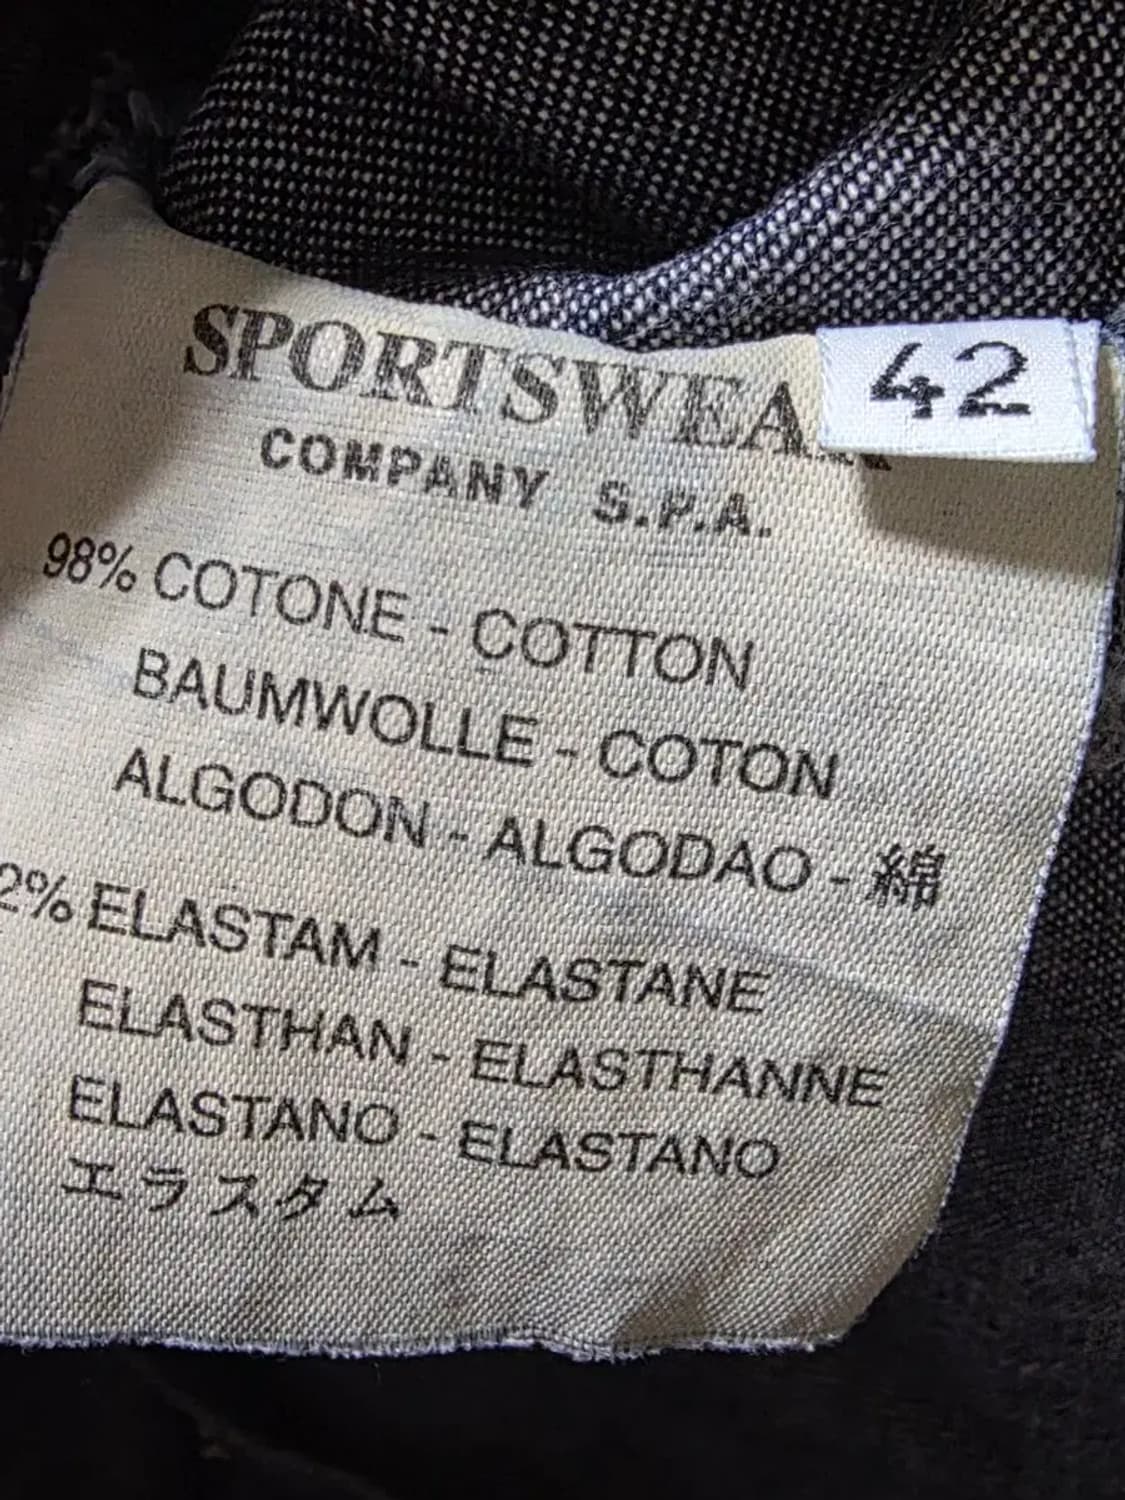 SPORTSWEAR
42
COMPANY S.P.A.
98% COTONE - COTTON
BAUMWOLLE - COTON
ALGODON - ALGODAO - 綿
2% ELASTAM - ELASTANE
ELASTHAN - ELASTHANNE
ELASTANO - ELASTANO
エラスタム